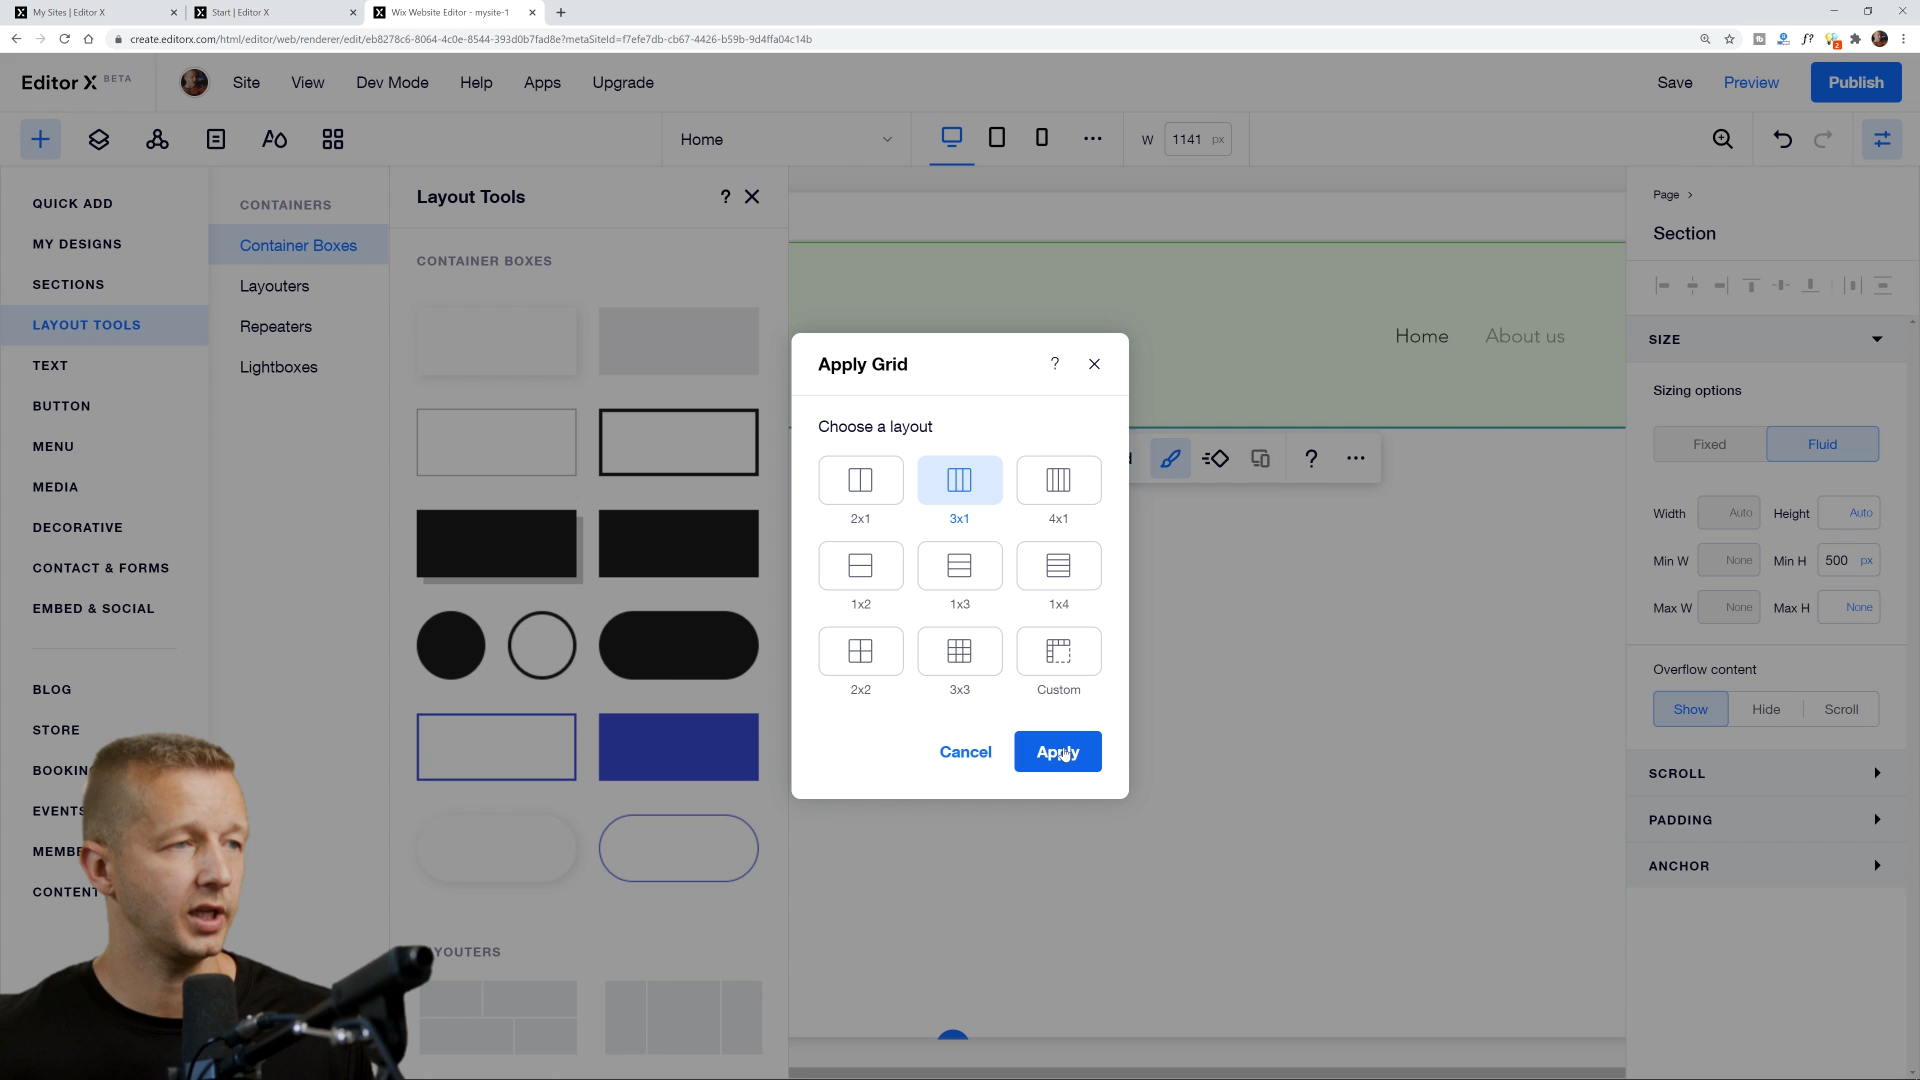 My Sites | Editor X
Start | Editor X
Wix Website Editor - mysite-1
create.editorx.com/html/editor/web/renderer/edit/eb8278c6-8064-4c0e-8544-393d0b7fad8e?metaSiteId=f7efe7db-cb67-4426-b59b-9d4ffa04c14b
Editor X BETA
Site
View
Dev Mode
Help
Apps
Upgrade
Save
Preview
Publish
Home
W 1141 px
QUICK ADD
MY DESIGNS
SECTIONS
LAYOUT TOOLS
TEXT
BUTTON
MENU
MEDIA
DECORATIVE
CONTACT & FORMS
EMBED & SOCIAL
BLOG
STORE
BOOKIN
EVENTS
MEMBE
CONTENT
CONTAINERS
Container Boxes
Layouters
Repeaters
Lightboxes
Layout Tools
?
CONTAINER BOXES
YOUTERS
Home
About us
?
Apply Grid
?
Choose a layout
2x1
3x1
4x1
1x2
1x3
1x4
2x2
3x3
Custom
Cancel
Apply
Page >
Section
SIZE
Sizing options
Fixed
Fluid
Width Auto Height Auto
Min W None Min H 500 px
Max W None Max H None
Overflow content
Show
Hide
Scroll
SCROLL
PADDING
ANCHOR